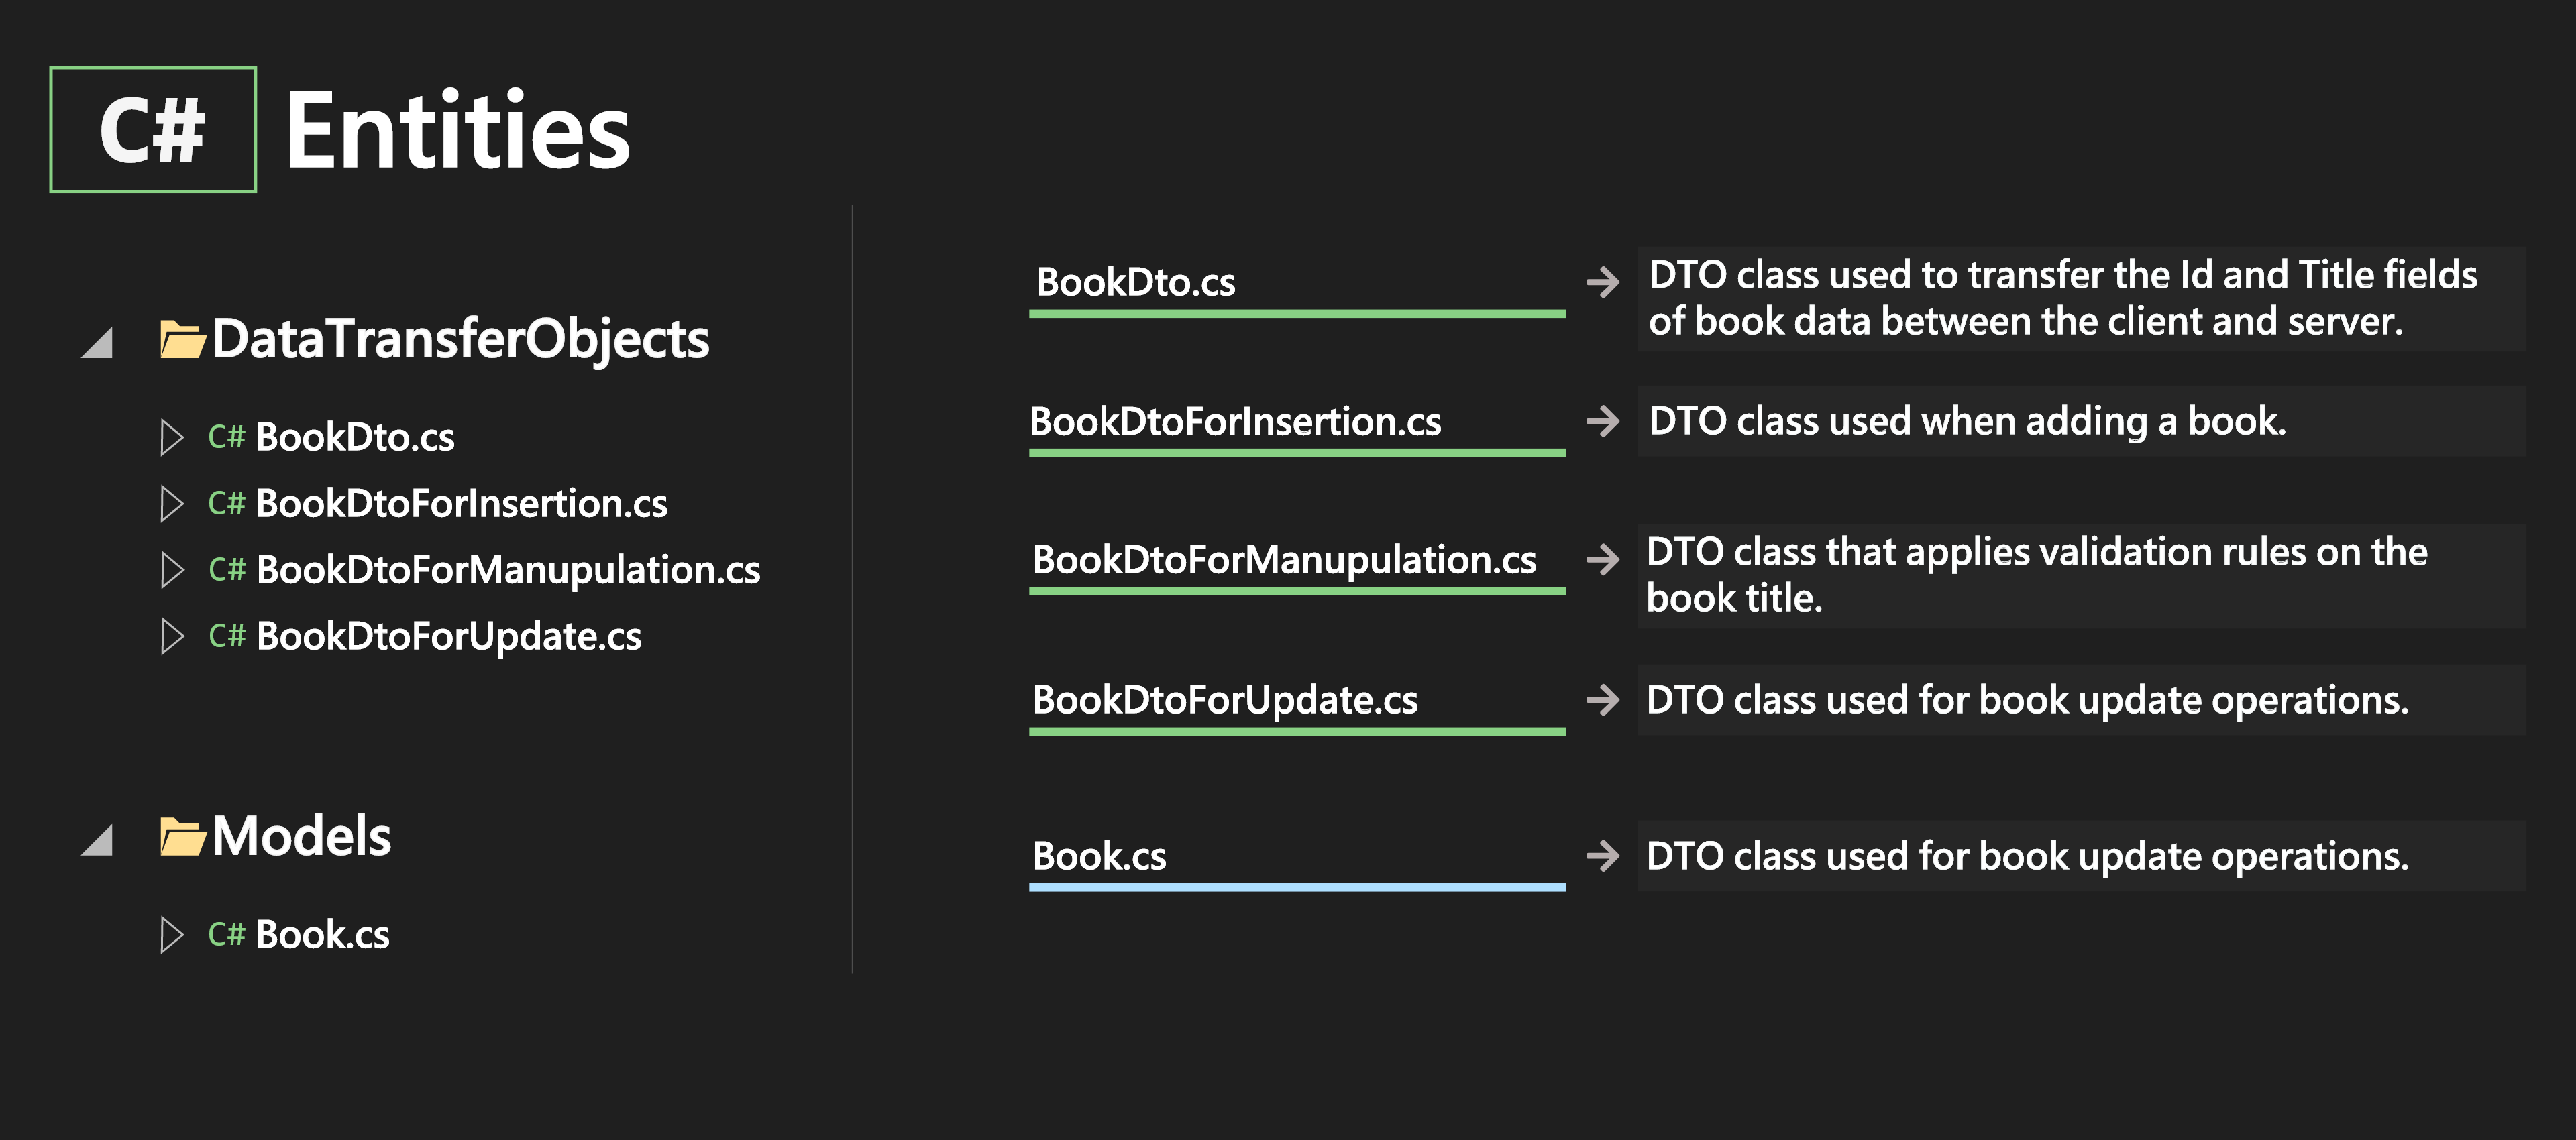 C# Entities
DataTransferObjects
C# BookDto.cs
C# BookDtoForInsertion.cs
C# BookDtoForManupulation.cs
C# BookDtoForUpdate.cs
Models
C# Book.cs
BookDto.cs → DTO class used to transfer the Id and Title fields
of book data between the client and server.
BookDtoForInsertion.cs → DTO class used when adding a book.
BookDtoForManupulation.cs → DTO class that applies validation rules on the
book title.
BookDtoForUpdate.cs → DTO class used for book update operations.
Book.cs → DTO class used for book update operations.